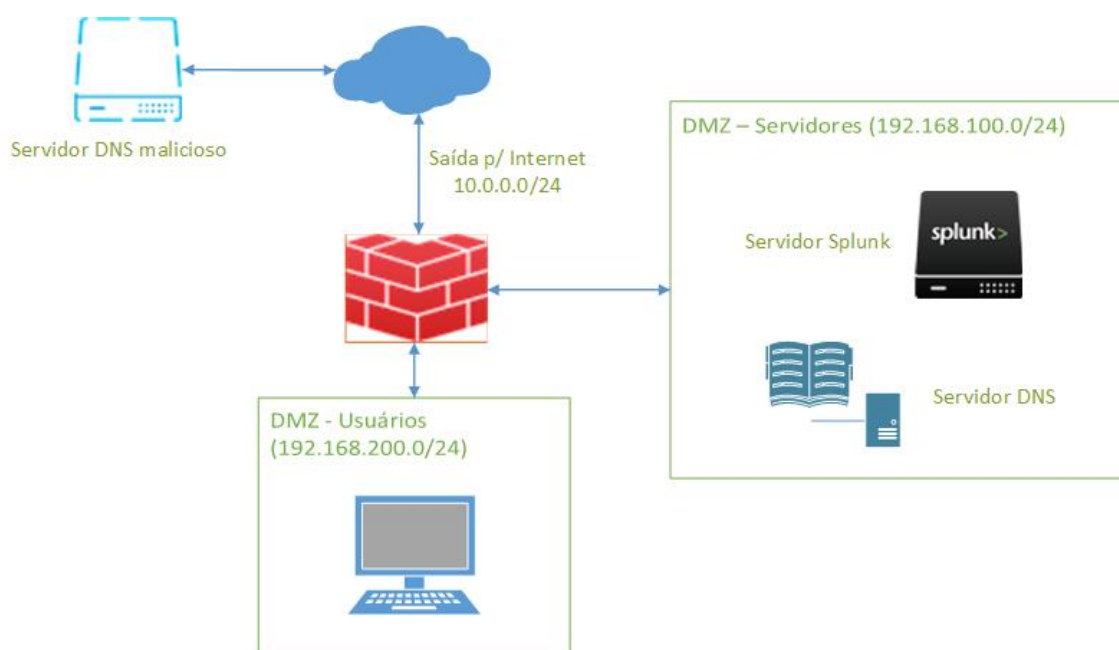 Servidor DNS malicioso
Saída p/ Internet
10.0.0.0/24
DMZ – Servidores (192.168.100.0/24)
Servidor Splunk
splunk>
Servidor DNS
DMZ - Usuários
(192.168.200.0/24)